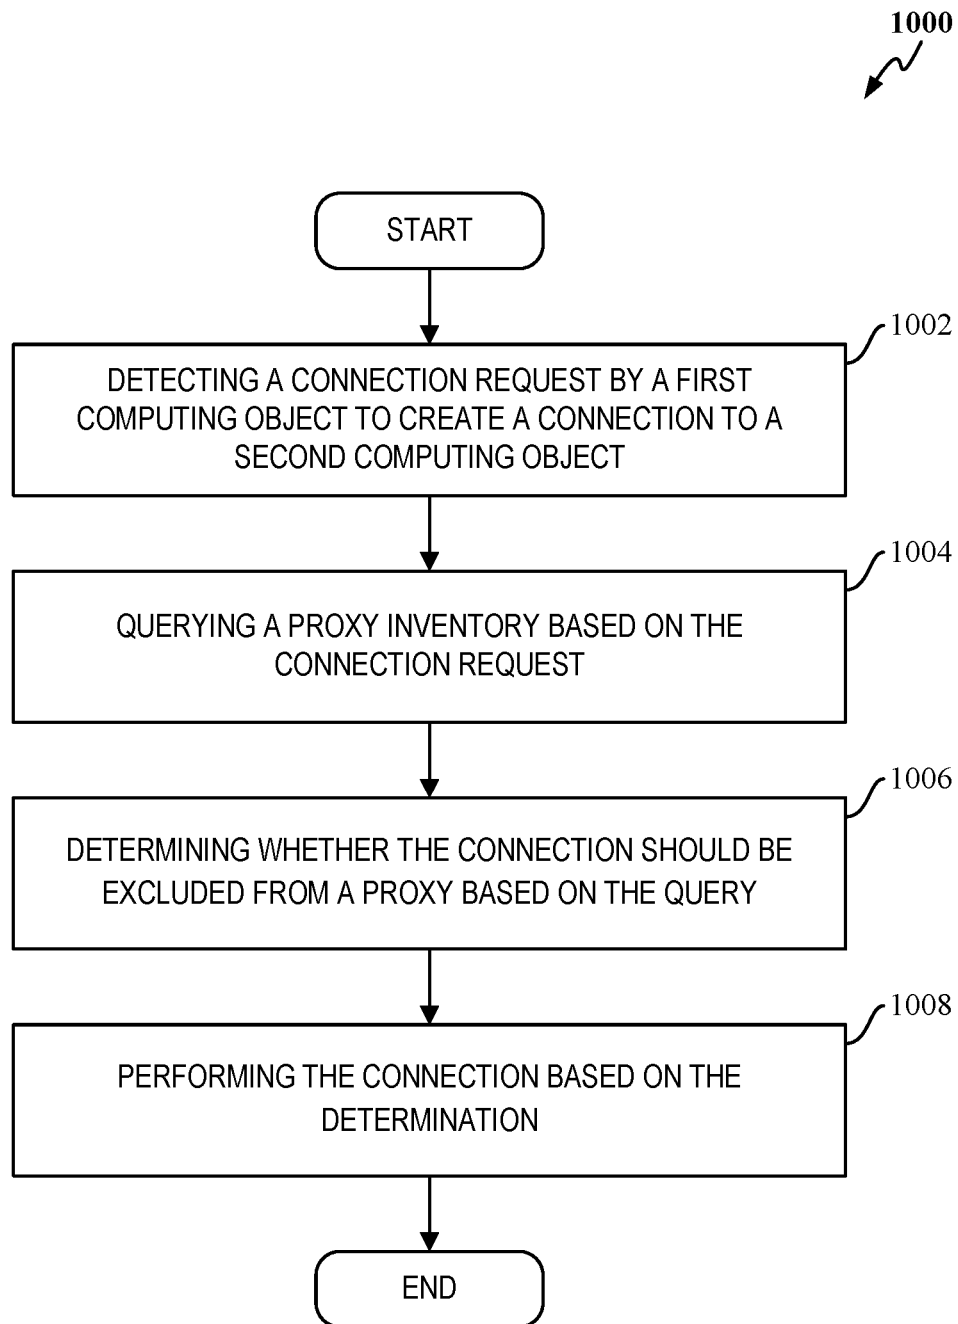 1000
START
1002
DETECTING A CONNECTION REQUEST BY A FIRST
COMPUTING OBJECT TO CREATE A CONNECTION TO A
SECOND COMPUTING OBJECT
1004
QUERYING A PROXY INVENTORY BASED ON THE
CONNECTION REQUEST
1006
DETERMINING WHETHER THE CONNECTION SHOULD BE
EXCLUDED FROM A PROXY BASED ON THE QUERY
1008
PERFORMING THE CONNECTION BASED ON THE
DETERMINATION
END